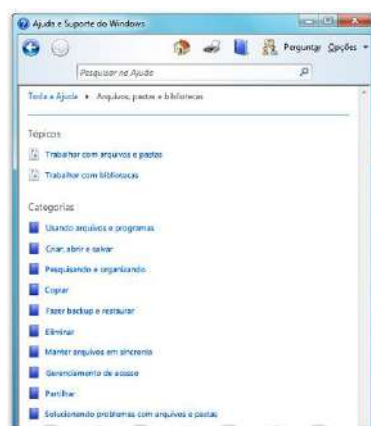 Ajuda e Suporte do Windows
Perguntar Opções
Pesquisar na Ajuda
Toda a Ajuda ▸ Arquivos, pastas e bibliotecas
Tópicos
Trabalhar com arquivos e pastas
Trabalhar com bibliotecas
Categorias
Usando arquivos e programas
Criar, abrir e salvar
Pesquisando e organizando
Copiar
Fazer backup e restaurar
Eliminar
Manter arquivos em sincronia
Gerenciamento de acesso
Partilhar
Solucionando problemas com arquivos e pastas